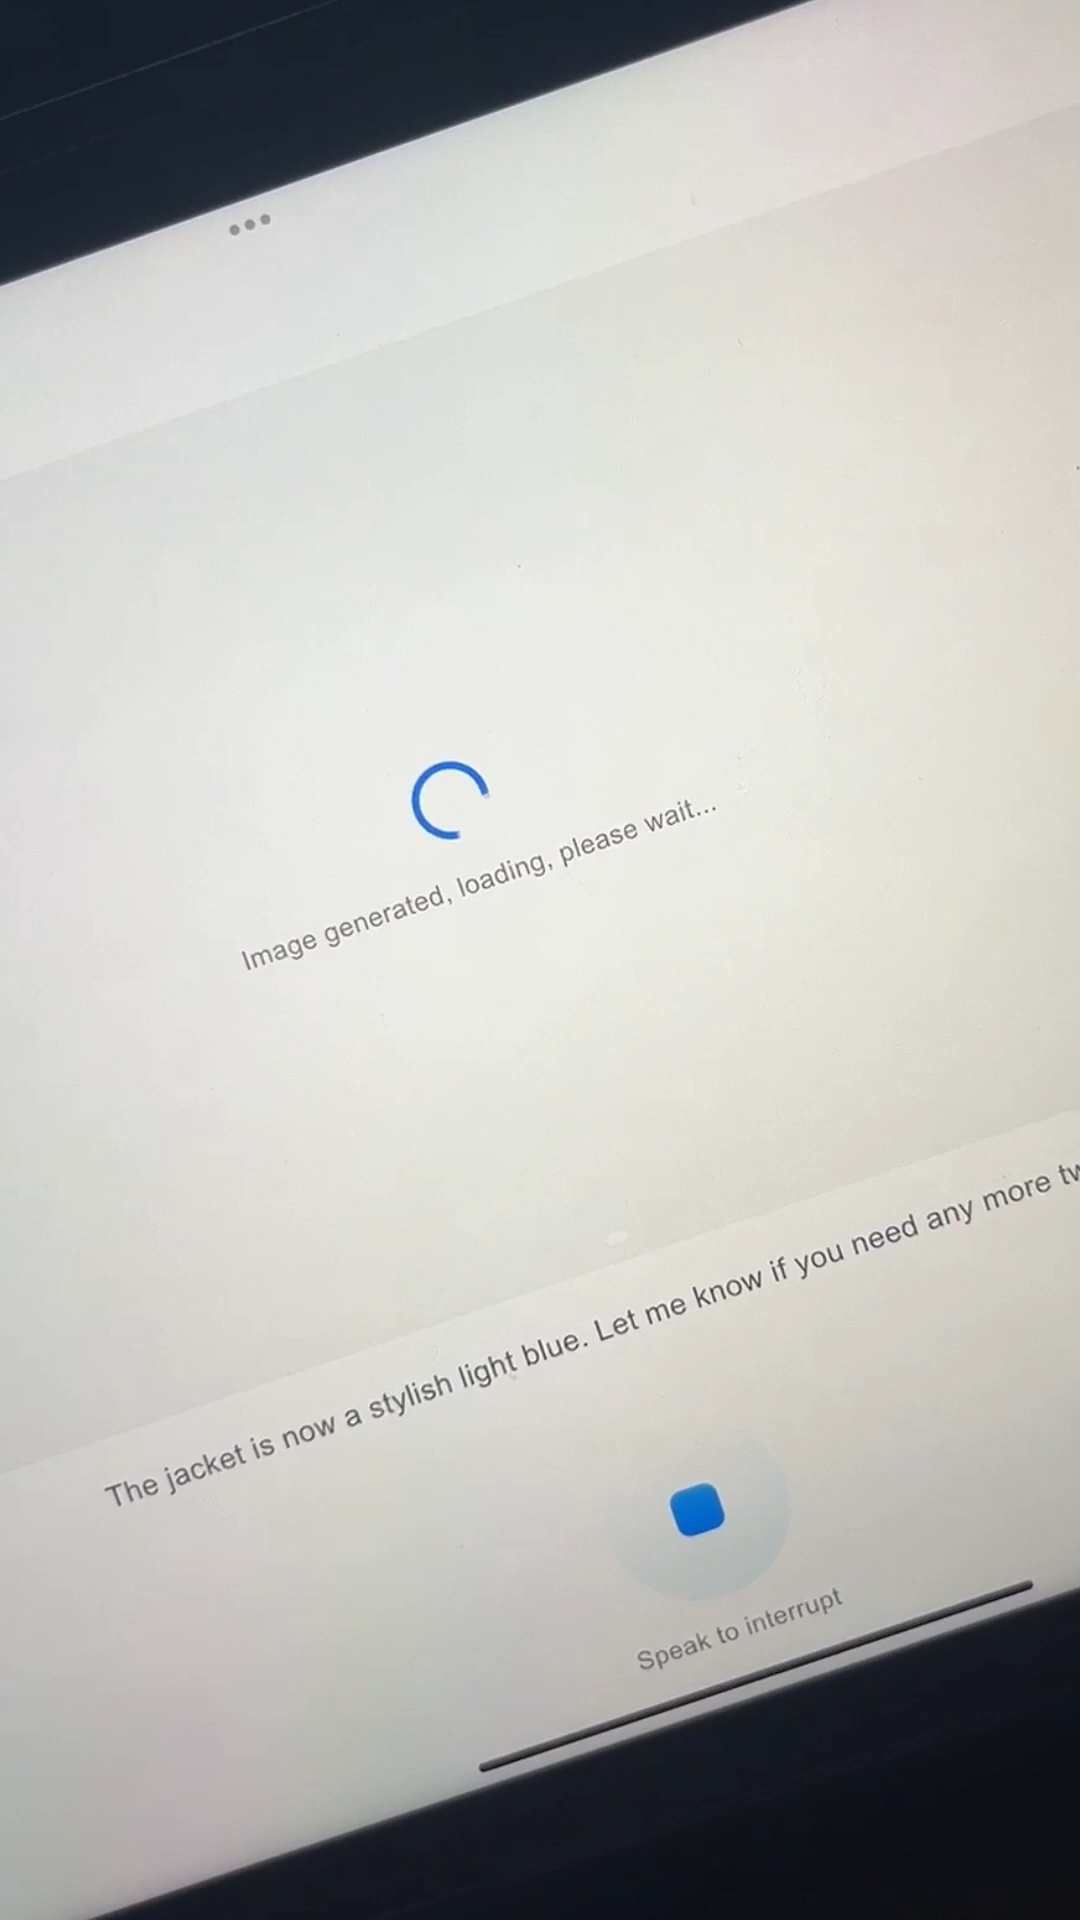 Image generated, loading, please wait...
The jacket is now a stylish light blue. Let me know if you need any more
Speak to interrupt